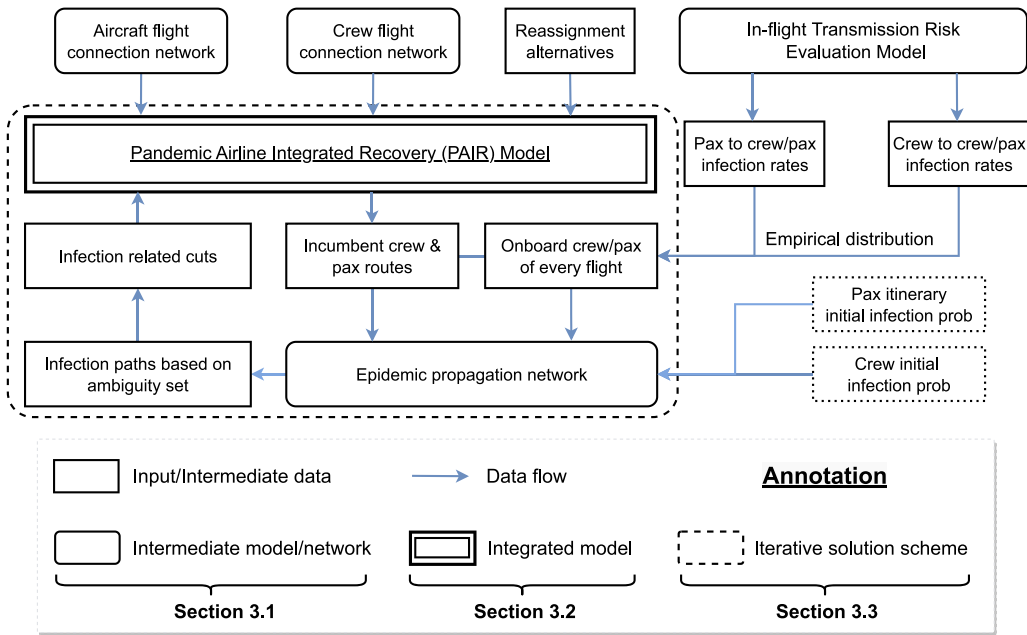 Aircraft flight
connection network
Crew flight
connection network
Reassignment
alternatives
In-flight Transmission Risk
Evaluation Model
Pandemic Airline Integrated Recovery (PAIR) Model
Pax to crew/pax
infection rates
Crew to crew/pax
infection rates
Infection related cuts
Incumbent crew &
pax routes
Onboard crew/pax
of every flight
Empirical distribution
Pax itinerary
initial infection prob
Infection paths based on
ambiguity set
Epidemic propagation network
Crew initial
infection prob
Input/Intermediate data
Data flow
Annotation
Intermediate model/network
Integrated model
Iterative solution scheme
Section 3.1
Section 3.2
Section 3.3